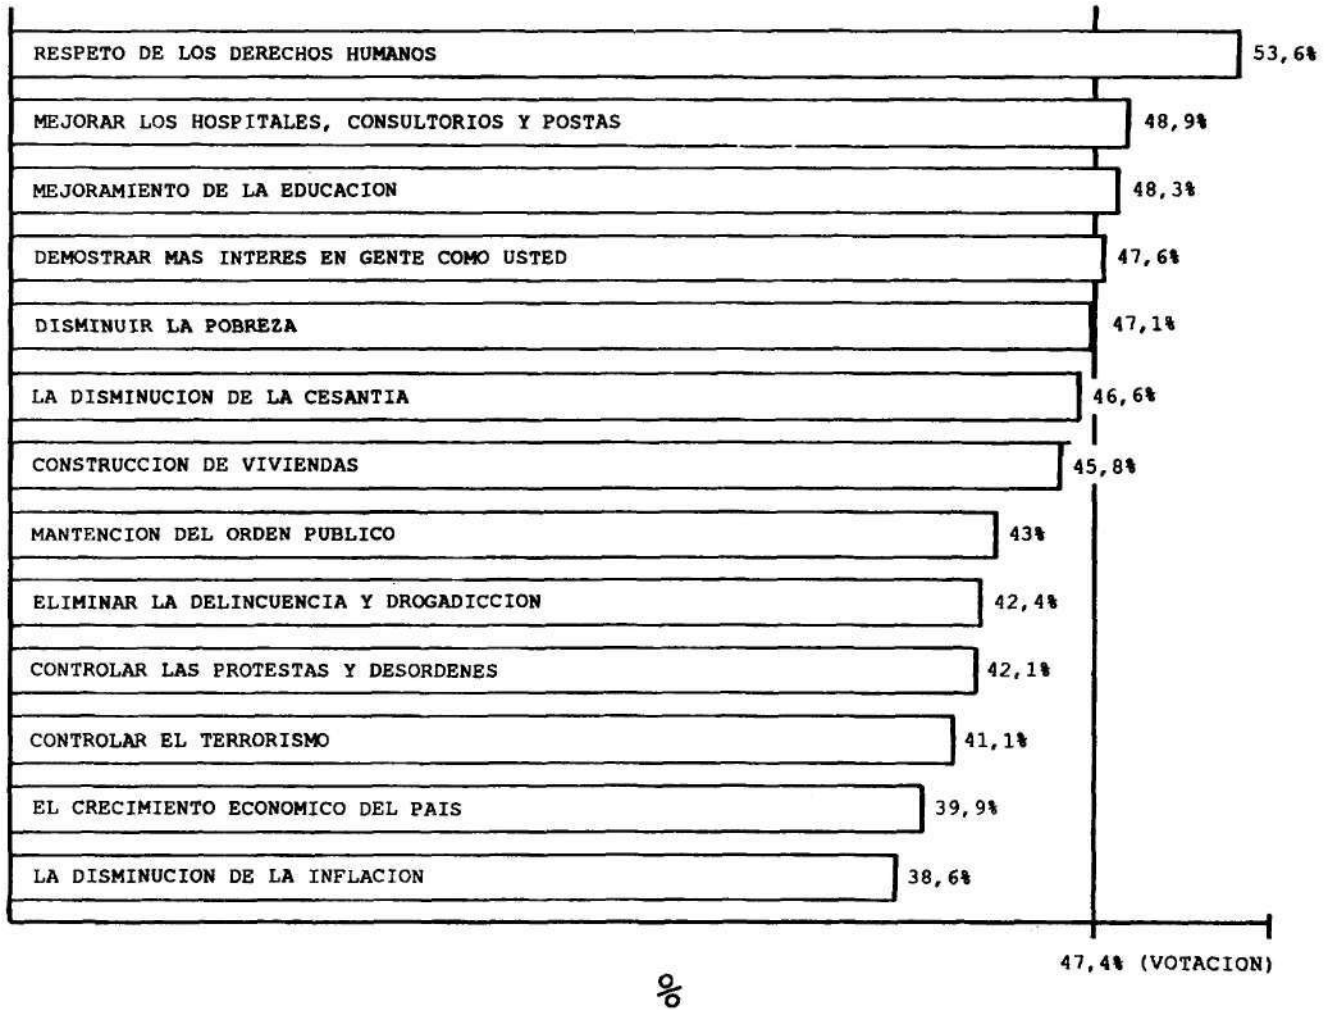 RESPETO DE LOS DERECHOS HUMANOS 53,6%
MEJORAR LOS HOSPITALES, CONSULTORIOS Y POSTAS 48,9%
MEJORAMIENTO DE LA EDUCACION 48,3%
DEMOSTRAR MAS INTERES EN GENTE COMO USTED 47,6%
DISMINUIR LA POBREZA 47,1%
LA DISMINUCION DE LA CESANTIA 46,6%
CONSTRUCCION DE VIVIENDAS 45,8%
MANTENCION DEL ORDEN PUBLICO 43%
ELIMINAR LA DELINCUENCIA Y DROGADICCION 42,4%
CONTROLAR LAS PROTESTAS Y DESORDENES 42,1%
CONTROLAR EL TERRORISMO 41,1%
EL CRECIMIENTO ECONOMICO DEL PAIS 39,9%
LA DISMINUCION DE LA INFLACION 38,6%
47,4% (VOTACION)
%